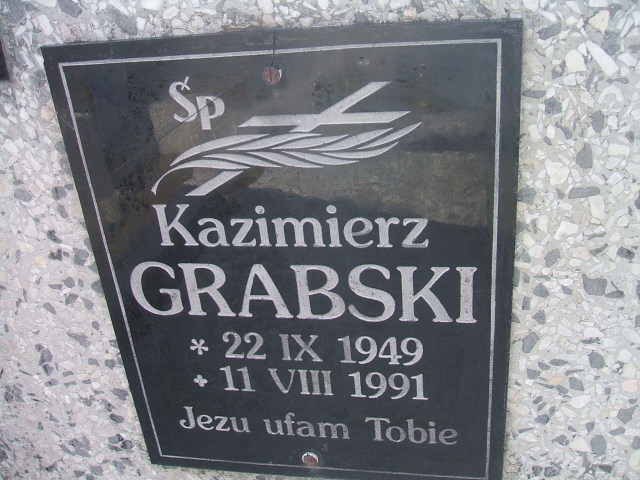 Śp
Kazimierz
GRABSKI
* 22 IX 1949
+ 11 VIII 1991
Jezu ufam Tobie